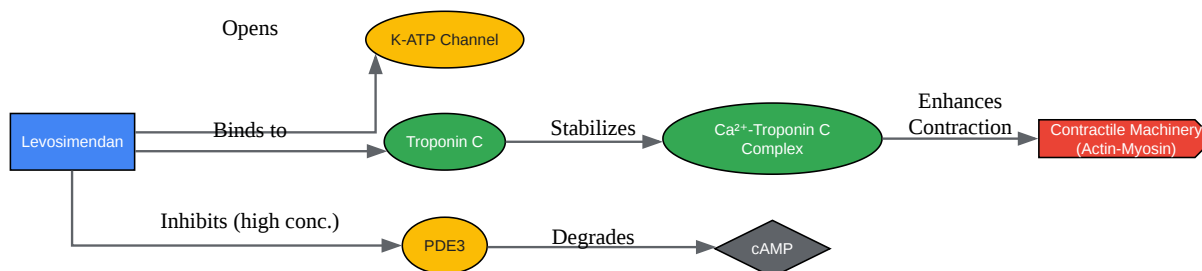 Opens
K-ATP Channel
Levosimendan
Binds to
Troponin C
Stabilizes
Ca²⁺-Troponin C
Complex
Enhances
Contraction
Contractile Machinery
(Actin-Myosin)
Inhibits (high conc.)
PDE3
Degrades
cAMP